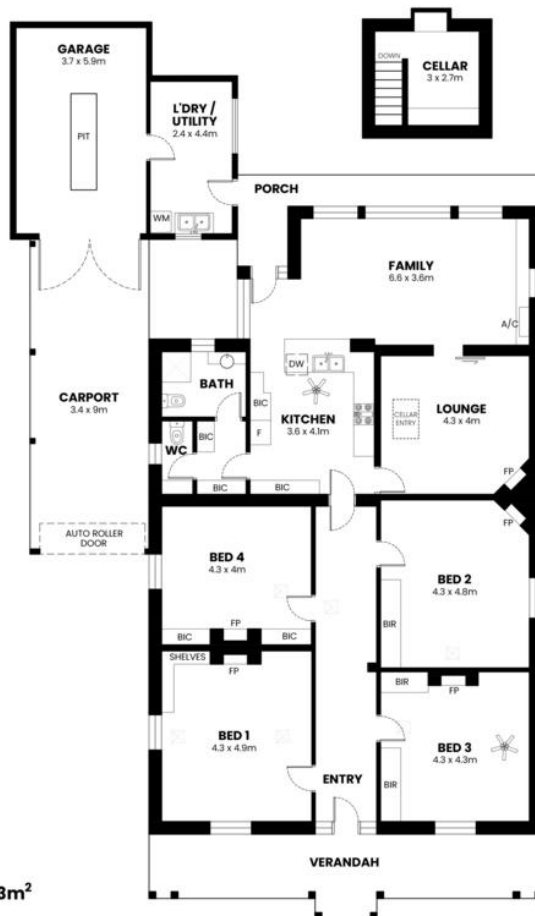 GARAGE
3.7 x 5.9m
PIT
L'DRY /
UTILITY
2.4 x 4.4m
WM
DOWN
CELLAR
3 x 2.7m
PORCH
FAMILY
6.6 x 3.6m
A/C
CARPORT
3.4 x 9m
BATH
DW
BIC
KITCHEN
3.6 x 4.1m
F
LOUNGE
4.3 x 4m
CELLAR
ENTRY
FP
WC
BIC
BIC
BIC
AUTO ROLLER
DOOR
BED 4
4.3 x 4m
FP
BIC
BIC
FP
BED 2
4.3 x 4.8m
BIR
SHELVES
FP
BED 1
4.3 x 4.9m
BIR
FP
BED 3
4.3 x 4.3m
BIR
ENTRY
VERANDAH
3m²